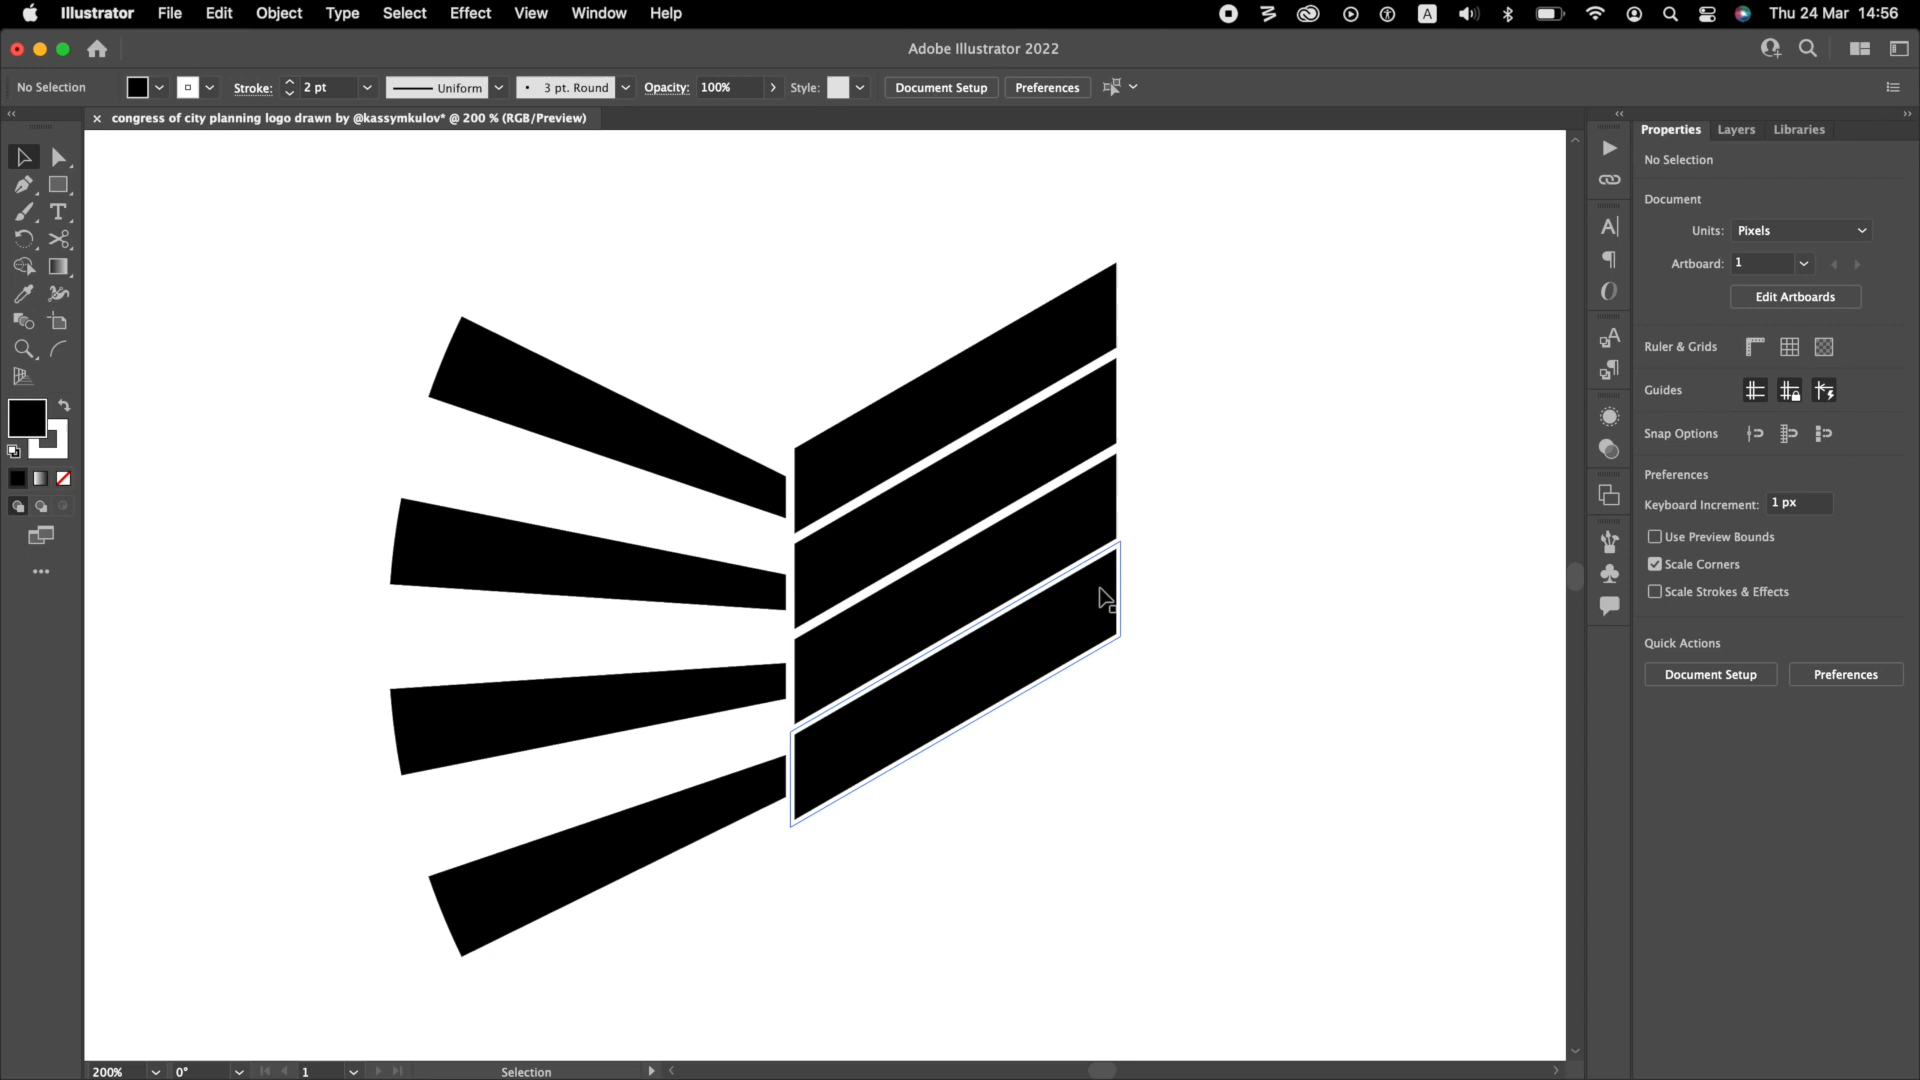 Illustrator File Edit Object Type Select Effect View Window Help A Thu 24 Mar 14:56
Adobe Illustrator 2022
No Selection Stroke: 2 pt Uniform 3 pt. Round Opacity: 100% Style: Document Setup Preferences
× congress of city planning logo drawn by @kassymkulov* @ 200 % (RGB/Preview)
Properties Layers Libraries
No Selection
Document
Units: Pixels
Artboard: 1
Edit Artboards
Ruler & Grids
Guides
Snap Options
Preferences
Keyboard Increment: 1 px
Use Preview Bounds
Scale Corners
Scale Strokes & Effects
Quick Actions
Document Setup Preferences
200% 0° 1 Selection